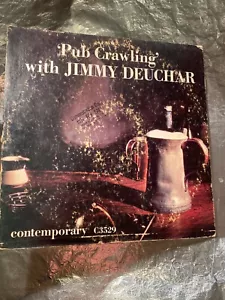 'Pub Crawling'
with JIMMY DEUCHAR
contemporary C3529